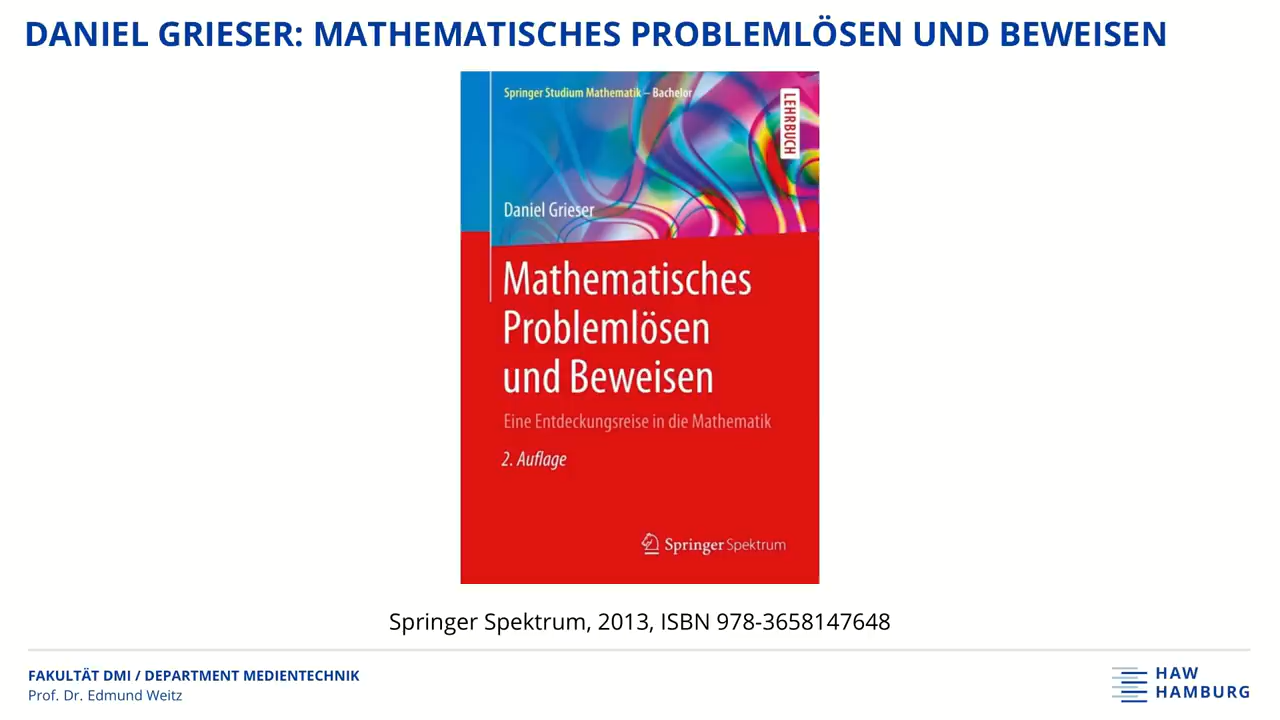 DANIEL GRIESER: MATHEMATISCHES PROBLEMLÖSEN UND BEWEISEN
Springer Studium Mathematik – Bachelor
LEHRBUCH
Daniel Grieser
Mathematisches
Problemlösen
und Beweisen
Eine Entdeckungsreise in die Mathematik
2. Auflage
Springer Spektrum
Springer Spektrum, 2013, ISBN 978-3658147648
FAKULTÄT DMI / DEPARTMENT MEDIENTECHNIK
Prof. Dr. Edmund Weitz
HAW
HAMBURG